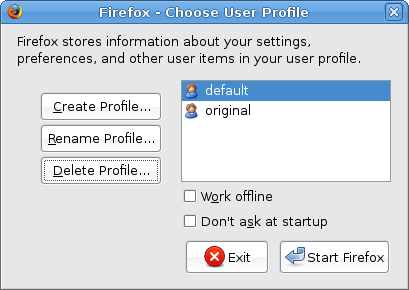 Firefox - Choose User Profile
Firefox stores information about your settings,
preferences, and other user items in your user profile.
Create Profile...
Rename Profile...
Delete Profile...
default
original
Work offline
Don't ask at startup
Exit
Start Firefox